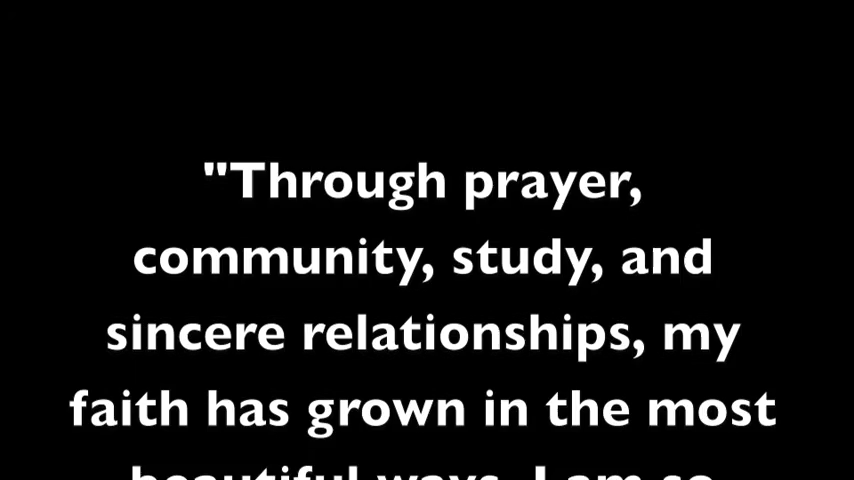 "Through prayer,
community, study, and
sincere relationships, my
faith has grown in the most
beautiful ways. I am so